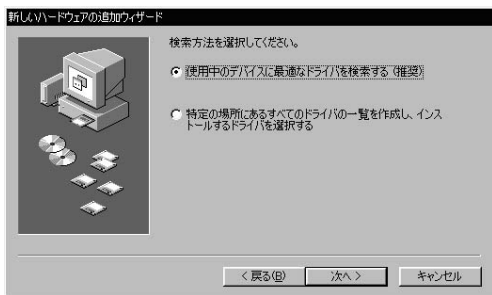 新しいハードウェアの追加ウィザード
検索方法を選択してください。
使用中のデバイスに最適なドライバを検索する (推奨)
特定の場所にあるすべてのドライバの一覧を作成し、インス
トールするドライバを選択する
< 戻る(B)
次へ >
キャンセル